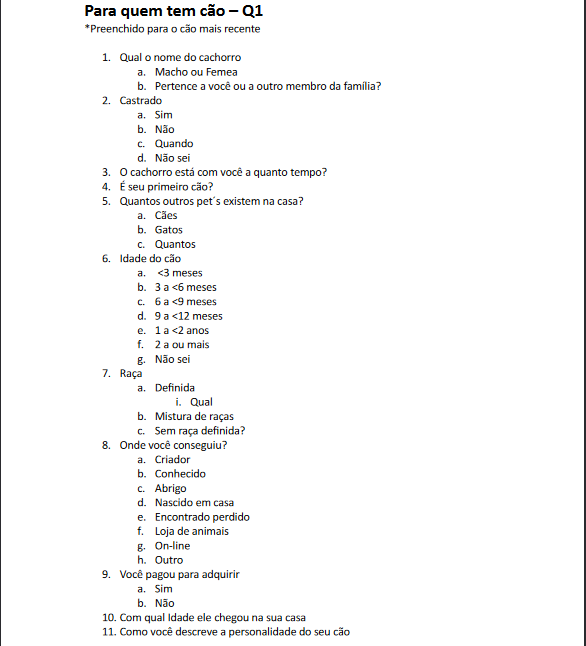 Para quem tem cão – Q1
*Preenchido para o cão mais recente
1. Qual o nome do cachorro
a. Macho ou Femea
b. Pertence a você ou a outro membro da família?
2. Castrado
a. Sim
b. Não
c. Quando
d. Não sei
3. O cachorro está com você a quanto tempo?
4. É seu primeiro cão?
5. Quantos outros pet´s existem na casa?
a. Cães
b. Gatos
c. Quantos
6. Idade do cão
a. <3 meses
b. 3 a <6 meses
c. 6 a <9 meses
d. 9 a <12 meses
e. 1 a <2 anos
f. 2 a ou mais
g. Não sei
7. Raça
a. Definida
i. Qual
b. Mistura de raças
c. Sem raça definida?
8. Onde você conseguiu?
a. Criador
b. Conhecido
c. Abrigo
d. Nascido em casa
e. Encontrado perdido
f. Loja de animais
g. On-line
h. Outro
9. Você pagou para adquirir
a. Sim
b. Não
10. Com qual Idade ele chegou na sua casa
11. Como você descreve a personalidade do seu cão